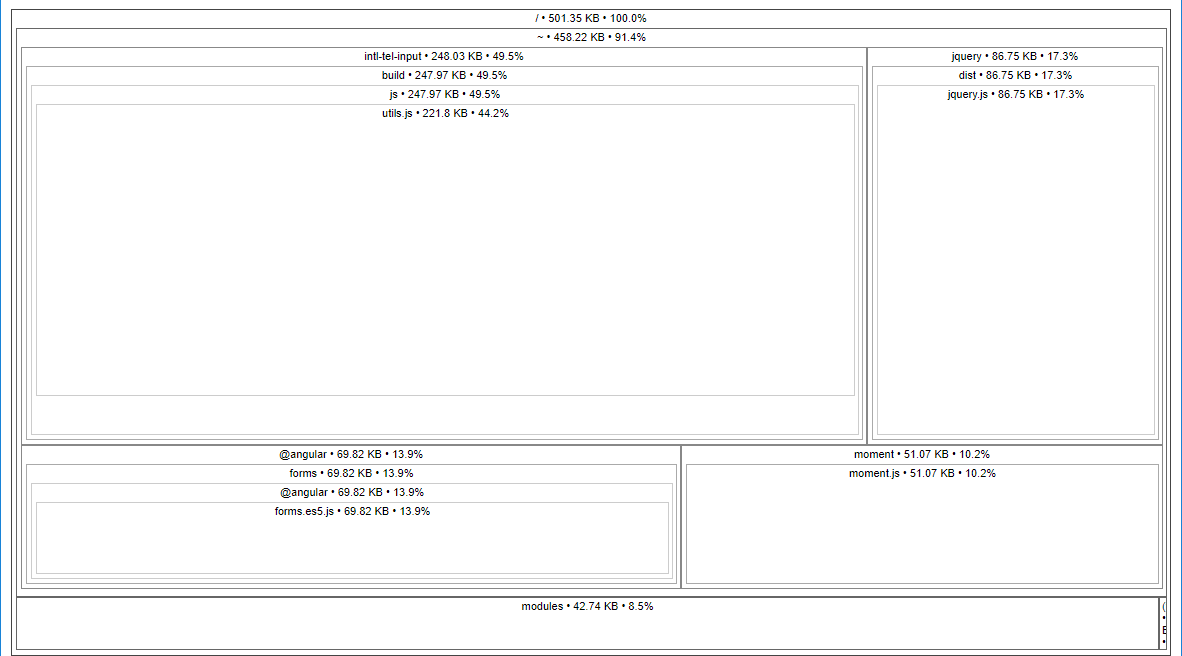 / • 501.35 KB • 100.0%
~ • 458.22 KB • 91.4%
intl-tel-input • 248.03 KB • 49.5%
build • 247.97 KB • 49.5%
js • 247.97 KB • 49.5%
utils.js • 221.8 KB • 44.2%
jquery • 86.75 KB • 17.3%
dist • 86.75 KB • 17.3%
jquery.js • 86.75 KB • 17.3%
@angular • 69.82 KB • 13.9%
forms • 69.82 KB • 13.9%
@angular • 69.82 KB • 13.9%
forms.es5.js • 69.82 KB • 13.9%
moment • 51.07 KB • 10.2%
moment.js • 51.07 KB • 10.2%
modules • 42.74 KB • 8.5%